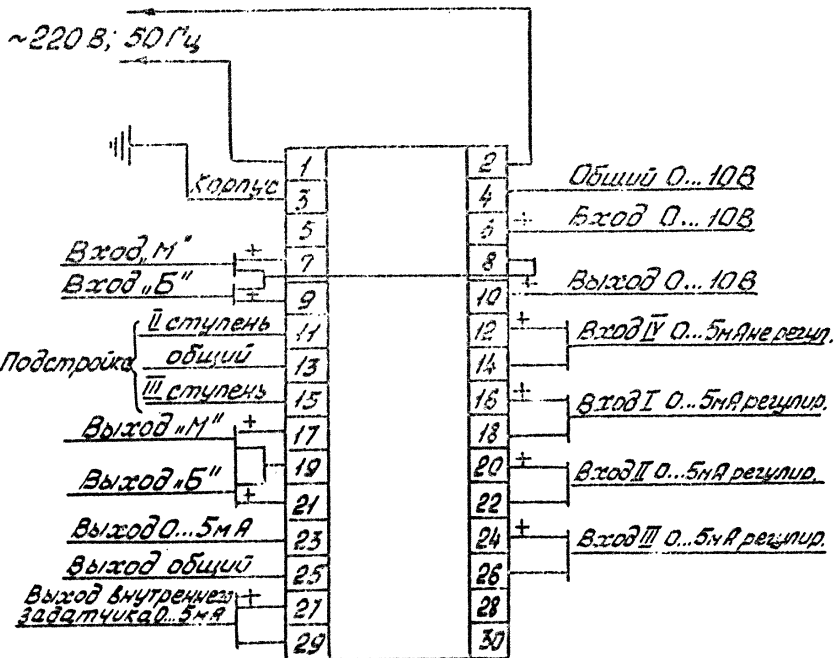 ~220 В; 50 Гц
Корпус
Вход „М“
Вход „Б“
II ступень
Подстройка
общий
III ступень
Выход „М“
Выход „Б“
Выход 0...5мА
Выход общий
Выход внутреннего
задатчика 0...5мА
1
3
5
+ 7
+ 9
11
13
15
+ 17
19
+ 21
23
25
+ 27
29
2
4
6 +
8
10 +
12 +
14
16 +
18
20 +
22
24 +
26
28
30
Общий 0...10В
Вход 0...10В
Выход 0...10В
Вход IV 0...5мА не регул.
Вход I 0...5мА регулир.
Вход II 0...5мА регулир.
Вход III 0...5мА регулир.